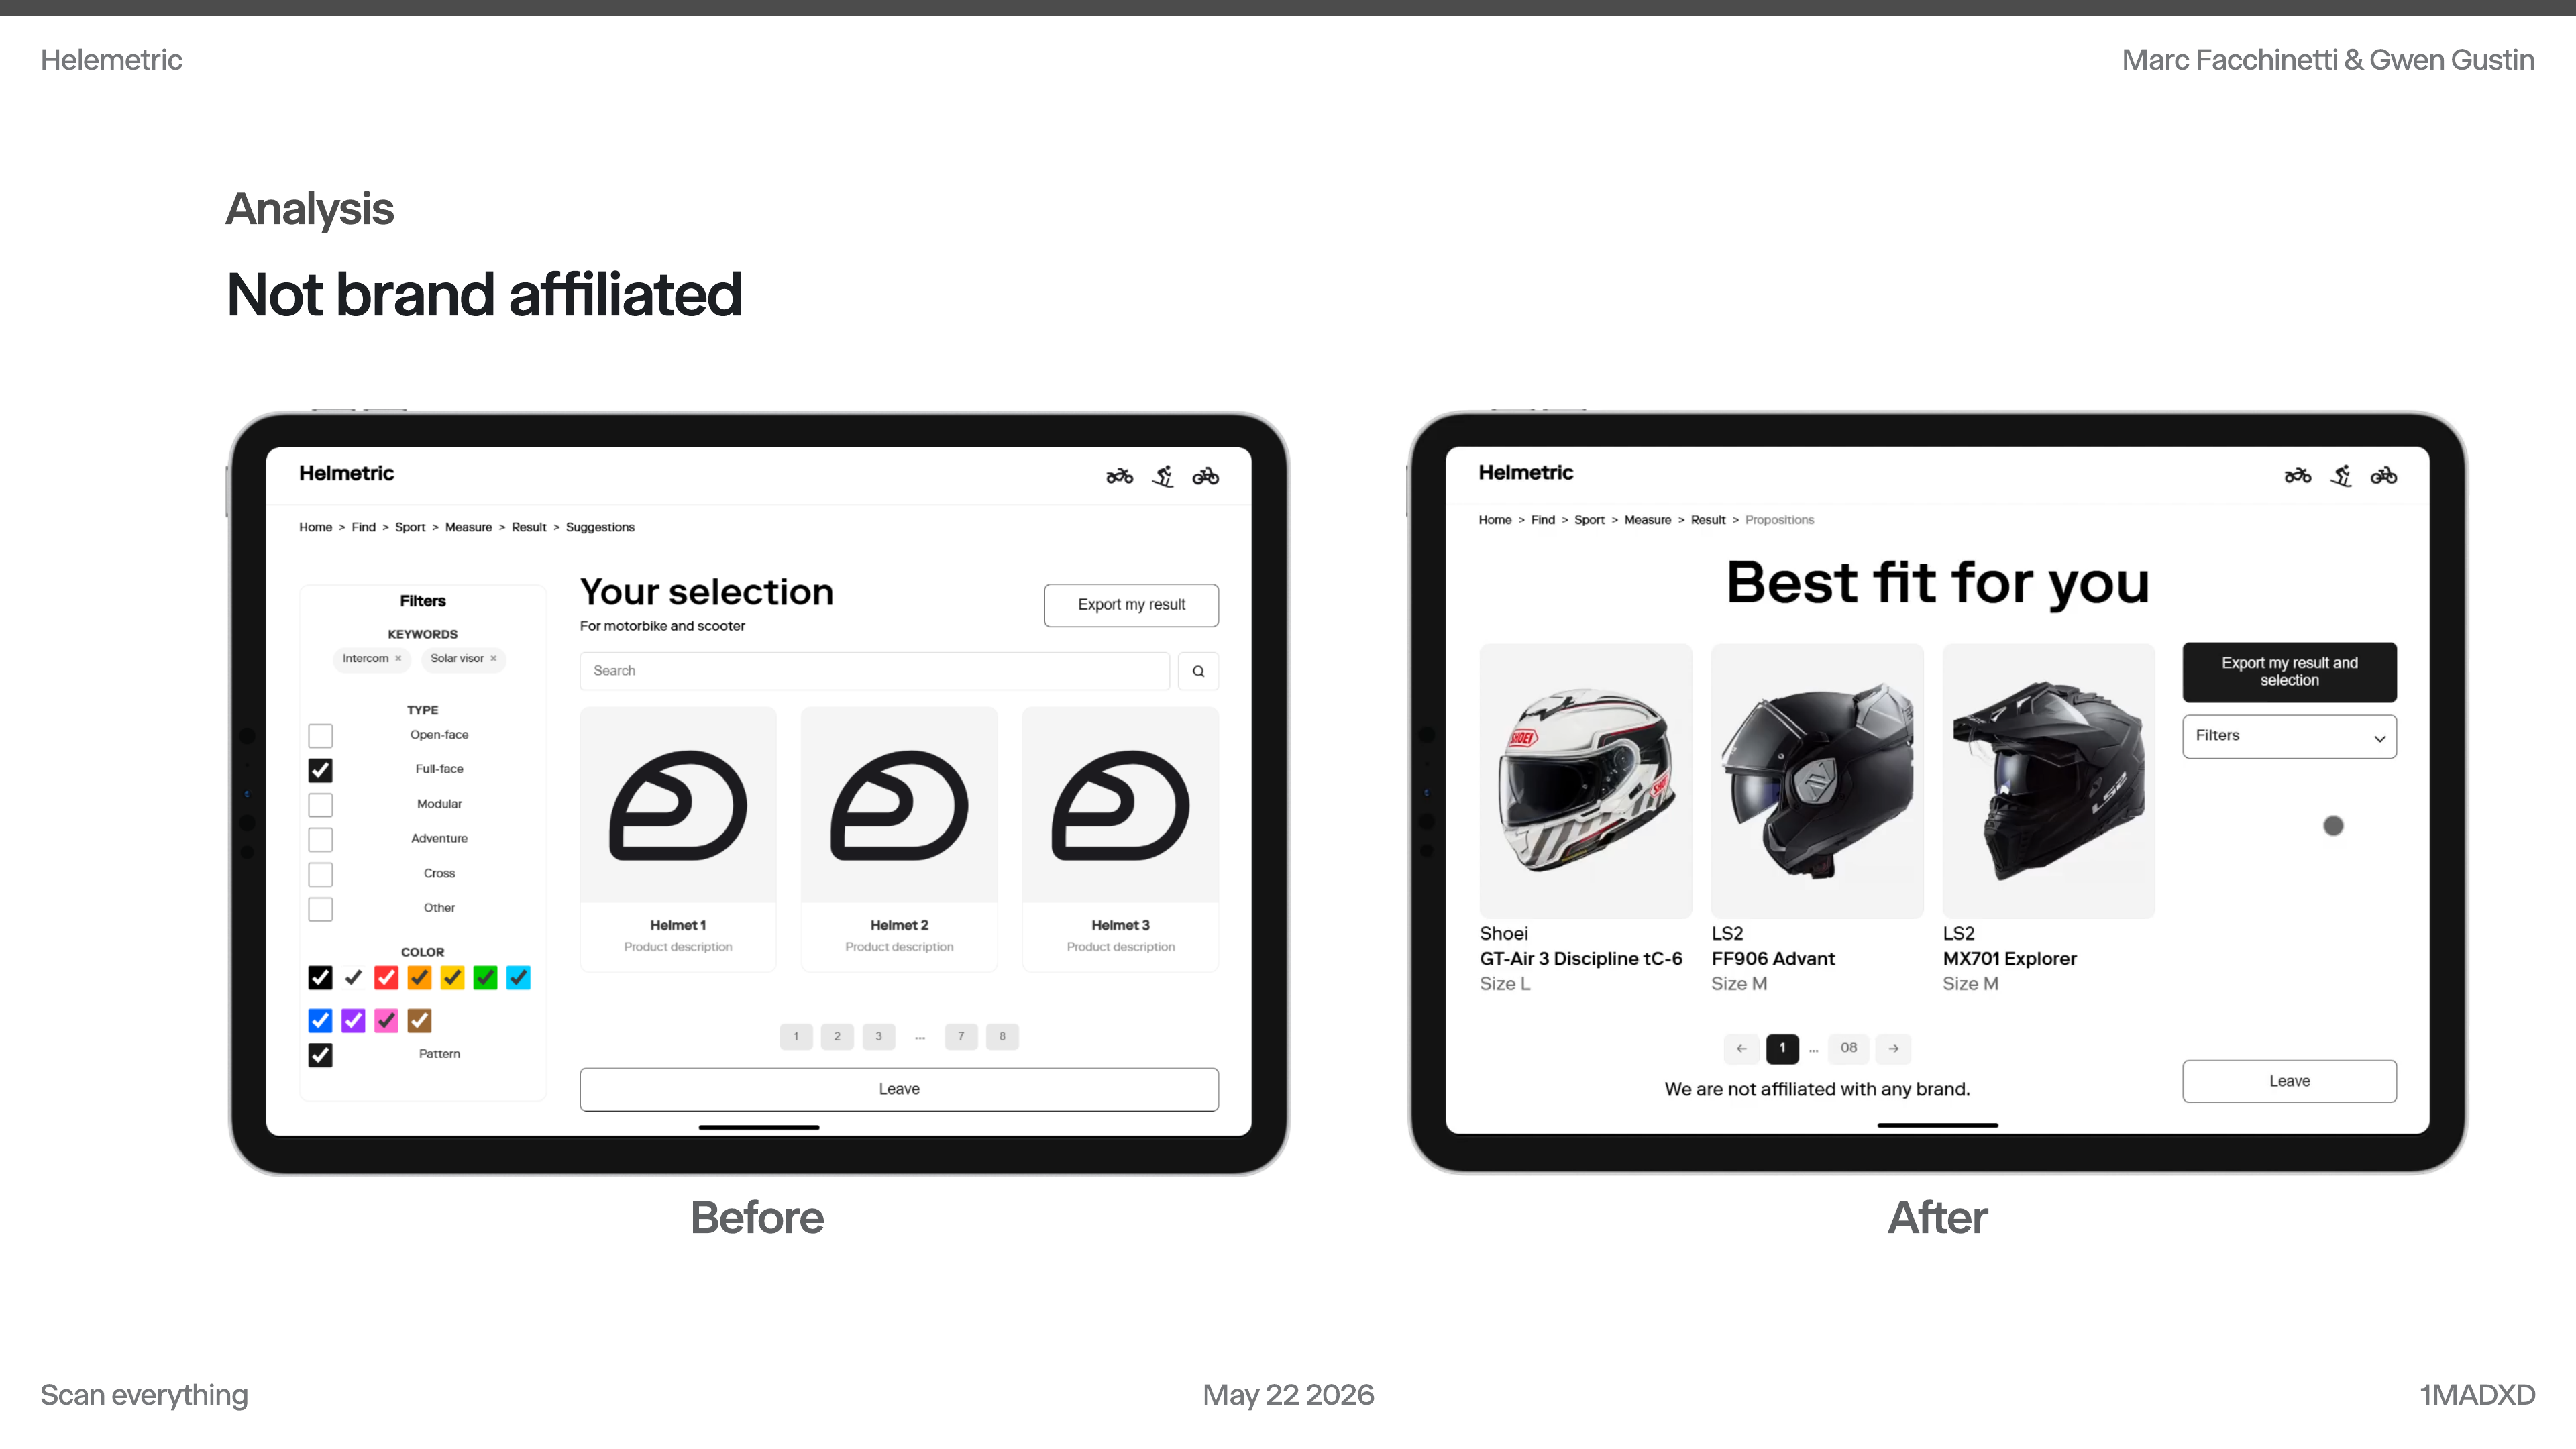 Helemetric
Marc Facchinetti & Gwen Gustin
Analysis
Not brand affiliated
Helmetric
Home > Find > Sport > Measure > Result > Suggestions
Filters
KEYWORDS
Intercom ×
Solar visor ×
TYPE
Open-face
Full-face
Modular
Adventure
Cross
Other
COLOR
Pattern
Your selection
For motorbike and scooter
Export my result
Search
Helmet 1
Product description
Helmet 2
Product description
Helmet 3
Product description
1 2 3 ... 7 8
Leave
Before
Helmetric
Home > Find > Sport > Measure > Result > Propositions
Best fit for you
SHOEI
LS2
Shoei
GT-Air 3 Discipline tC-6
Size L
LS2
FF906 Advant
Size M
LS2
MX701 Explorer
Size M
Export my result and
selection
Filters
← 1 ... 08 →
We are not affiliated with any brand.
Leave
After
Scan everything
May 22 2026
1MADXD